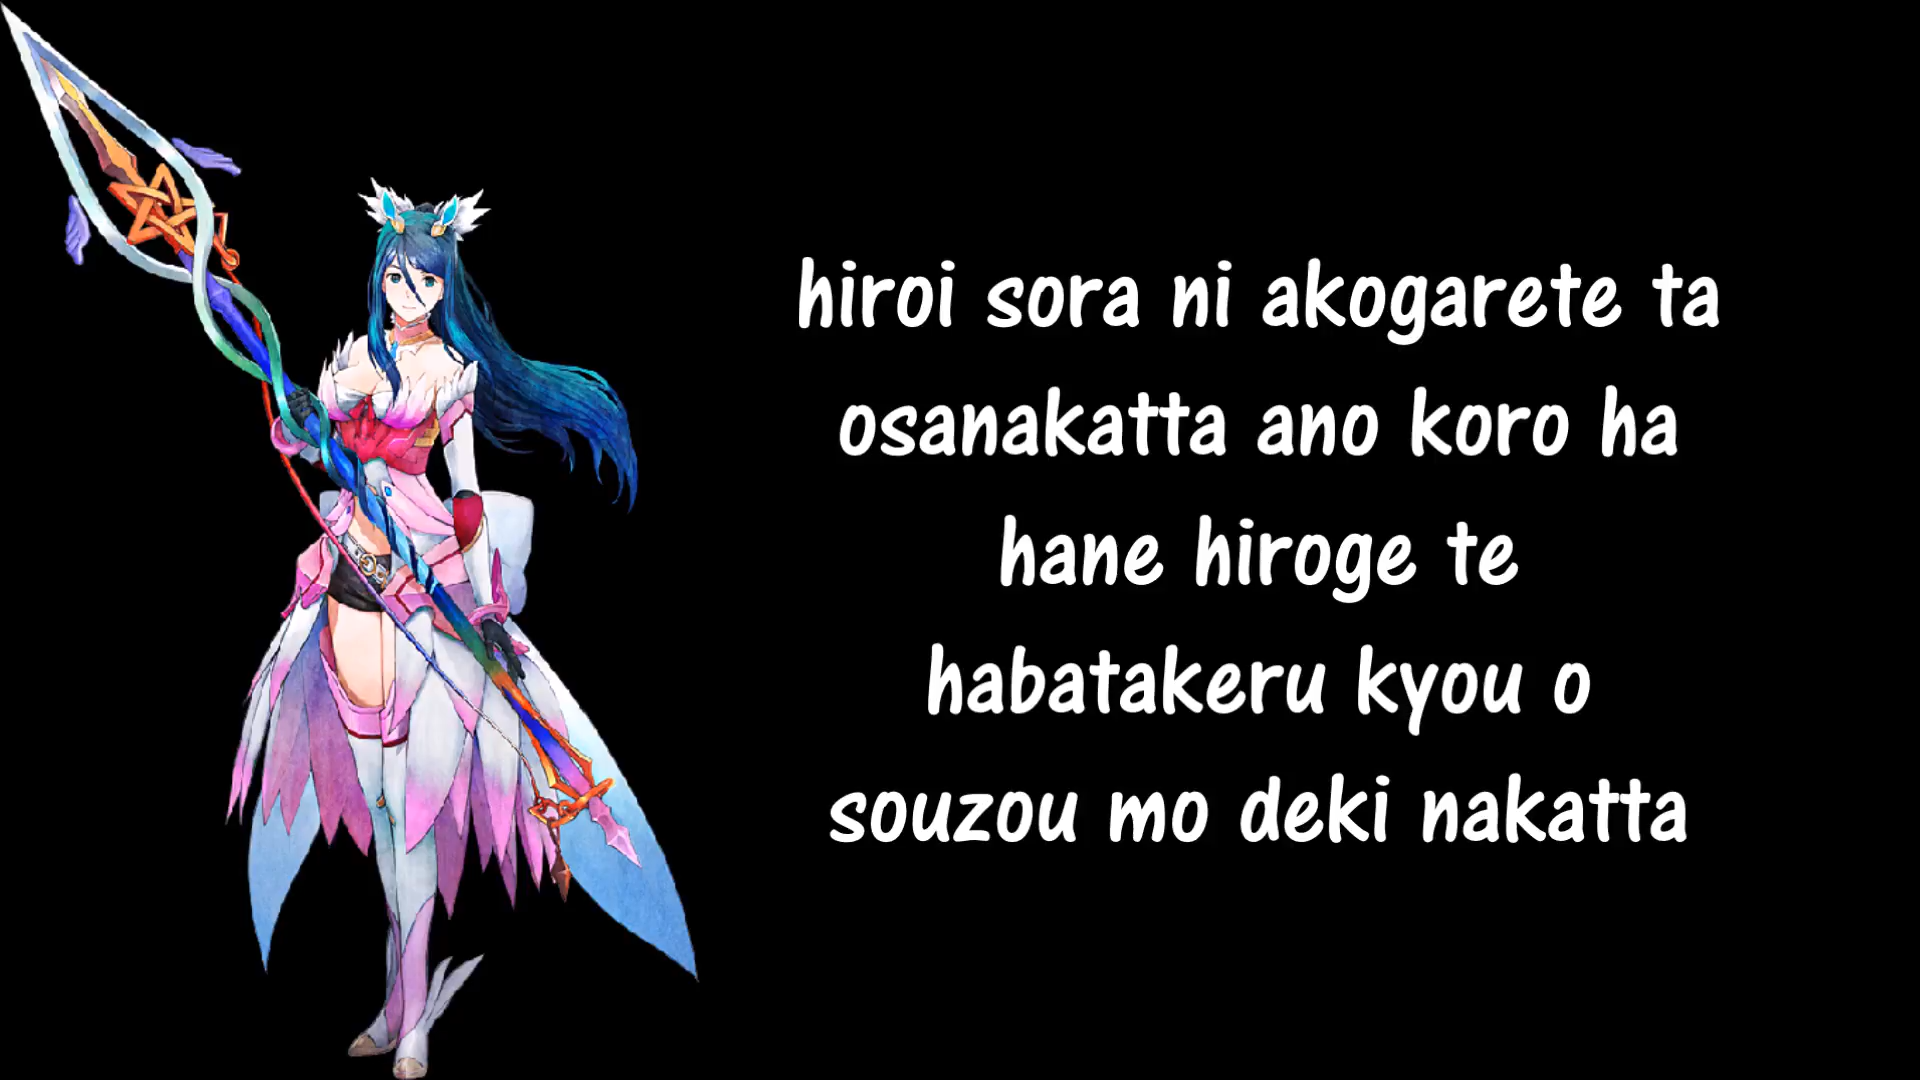 hiroi sora ni akogarete ta
osanakatta ano koro ha
hane hiroge te
habatakeru kyou o
souzou mo deki nakatta